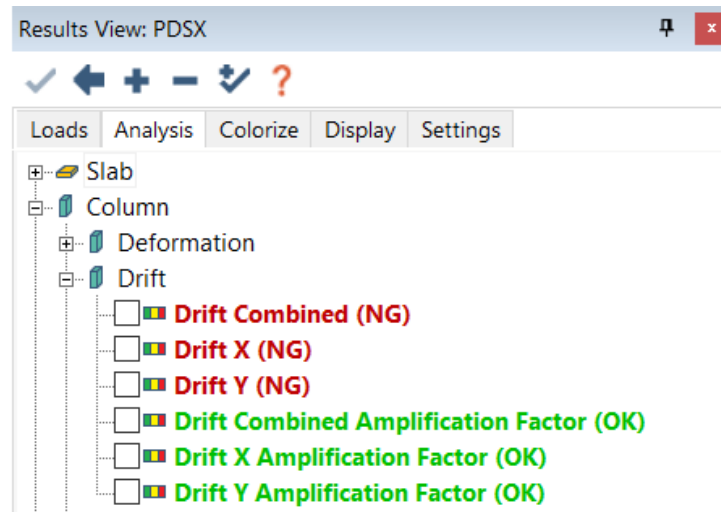 Results View: PDSX
x
?
Loads Analysis Colorize Display Settings
Slab
Column
Deformation
Drift
Drift Combined (NG)
Drift X (NG)
Drift Y (NG)
Drift Combined Amplification Factor (OK)
Drift X Amplification Factor (OK)
Drift Y Amplification Factor (OK)